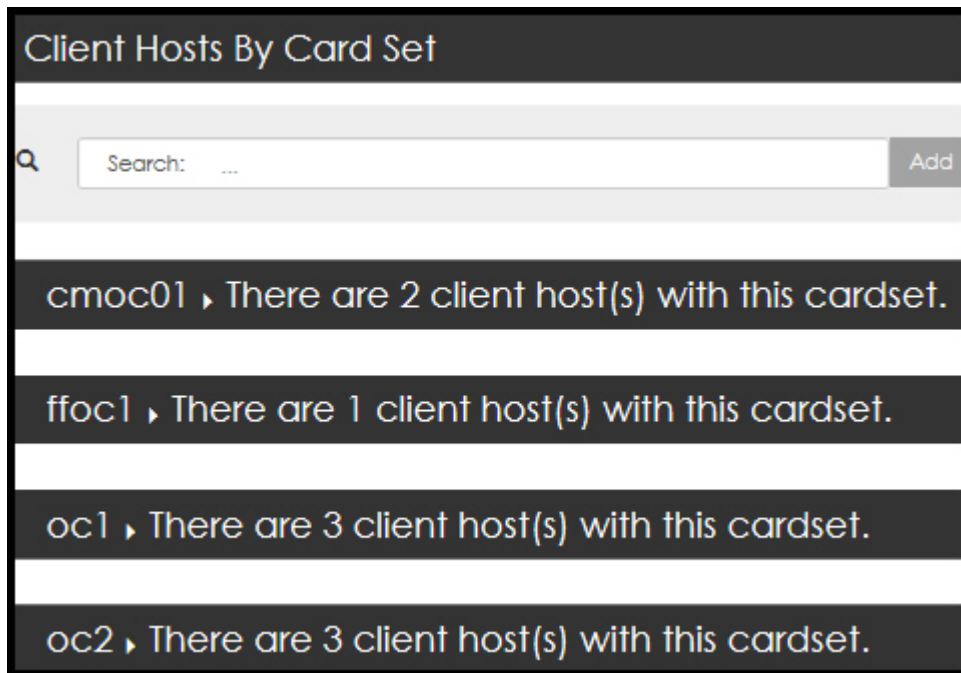 Client Hosts By Card Set
Search: ...
Add
cmoc01 ▸ There are 2 client host(s) with this cardset.
ffoc1 ▸ There are 1 client host(s) with this cardset.
oc1 ▸ There are 3 client host(s) with this cardset.
oc2 ▸ There are 3 client host(s) with this cardset.